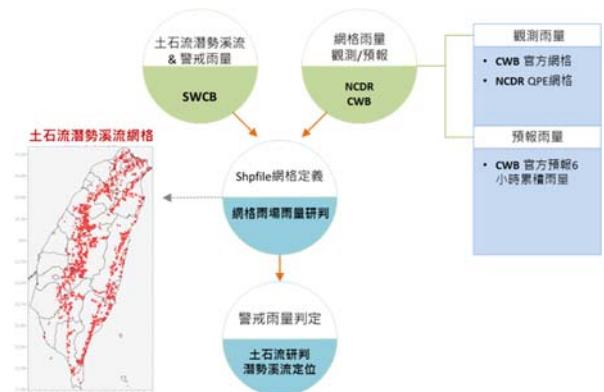 土石流潛勢溪流
& 警戒雨量
SWCB
網格雨量
觀測/預報
NCDR
CWB
觀測雨量
• CWB 官方網格
• NCDR QPE網格
預報雨量
• CWB 官方預報6
小時累積雨量
土石流潛勢溪流網格
Shpfile網格定義
網格雨場雨量研判
警戒雨量判定
土石流研判
潛勢溪流定位